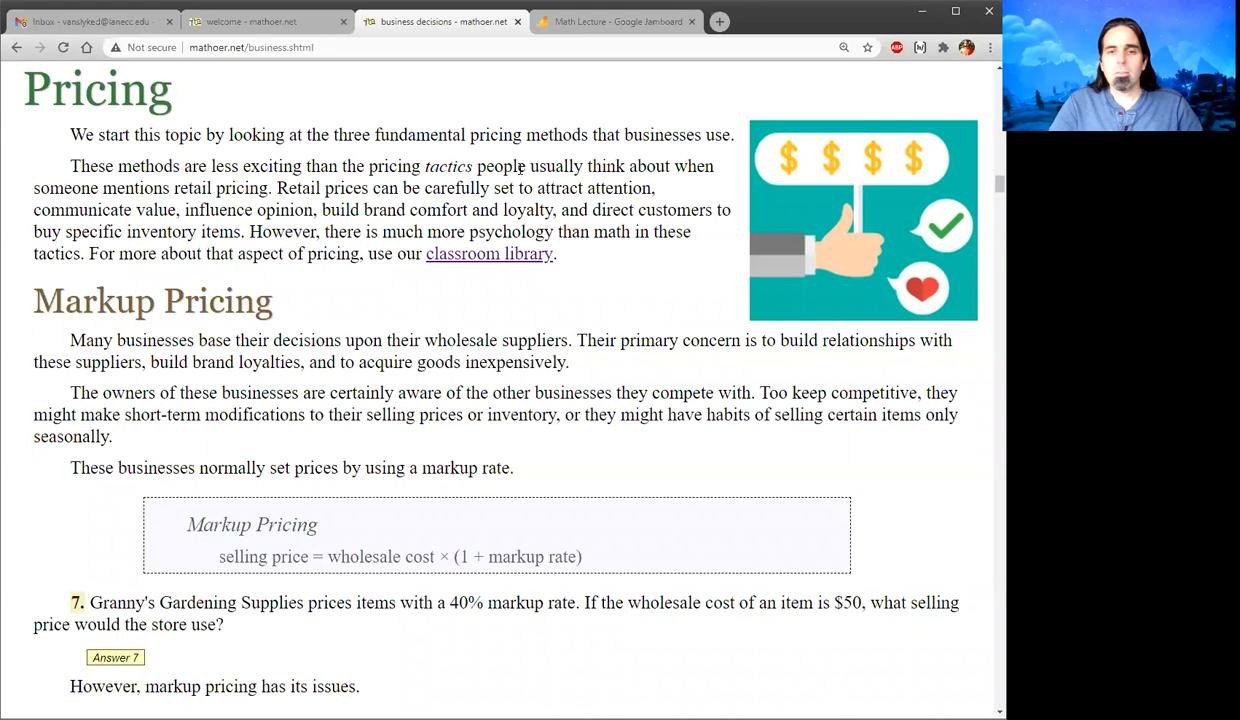 Inbox - vanslyked@lanecc.edu -
welcome - mathoer.net
business decisions - mathoer.net
Math Lecture - Google Jamboard
Not secure | mathoer.net/business.shtml
ABP
Pricing
We start this topic by looking at the three fundamental pricing methods that businesses use.
These methods are less exciting than the pricing tactics people usually think about when
someone mentions retail pricing. Retail prices can be carefully set to attract attention,
communicate value, influence opinion, build brand comfort and loyalty, and direct customers to
buy specific inventory items. However, there is much more psychology than math in these
tactics. For more about that aspect of pricing, use our classroom library.
$ $ $ $
Markup Pricing
Many businesses base their decisions upon their wholesale suppliers. Their primary concern is to build relationships with
these suppliers, build brand loyalties, and to acquire goods inexpensively.
The owners of these businesses are certainly aware of the other businesses they compete with. Too keep competitive, they
might make short-term modifications to their selling prices or inventory, or they might have habits of selling certain items only
seasonally.
These businesses normally set prices by using a markup rate.
Markup Pricing
selling price = wholesale cost × (1 + markup rate)
7. Granny's Gardening Supplies prices items with a 40% markup rate. If the wholesale cost of an item is $50, what selling
price would the store use?
Answer 7
However, markup pricing has its issues.